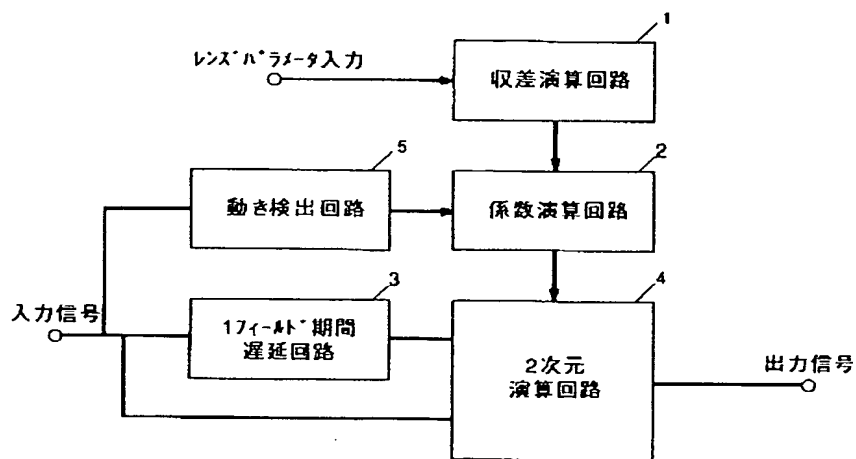 1
レンズパラメータ入力
収差演算回路
5
2
動き検出回路
係数演算回路
3
4
入力信号
1フィールド期間
遅延回路
2次元
演算回路
出力信号